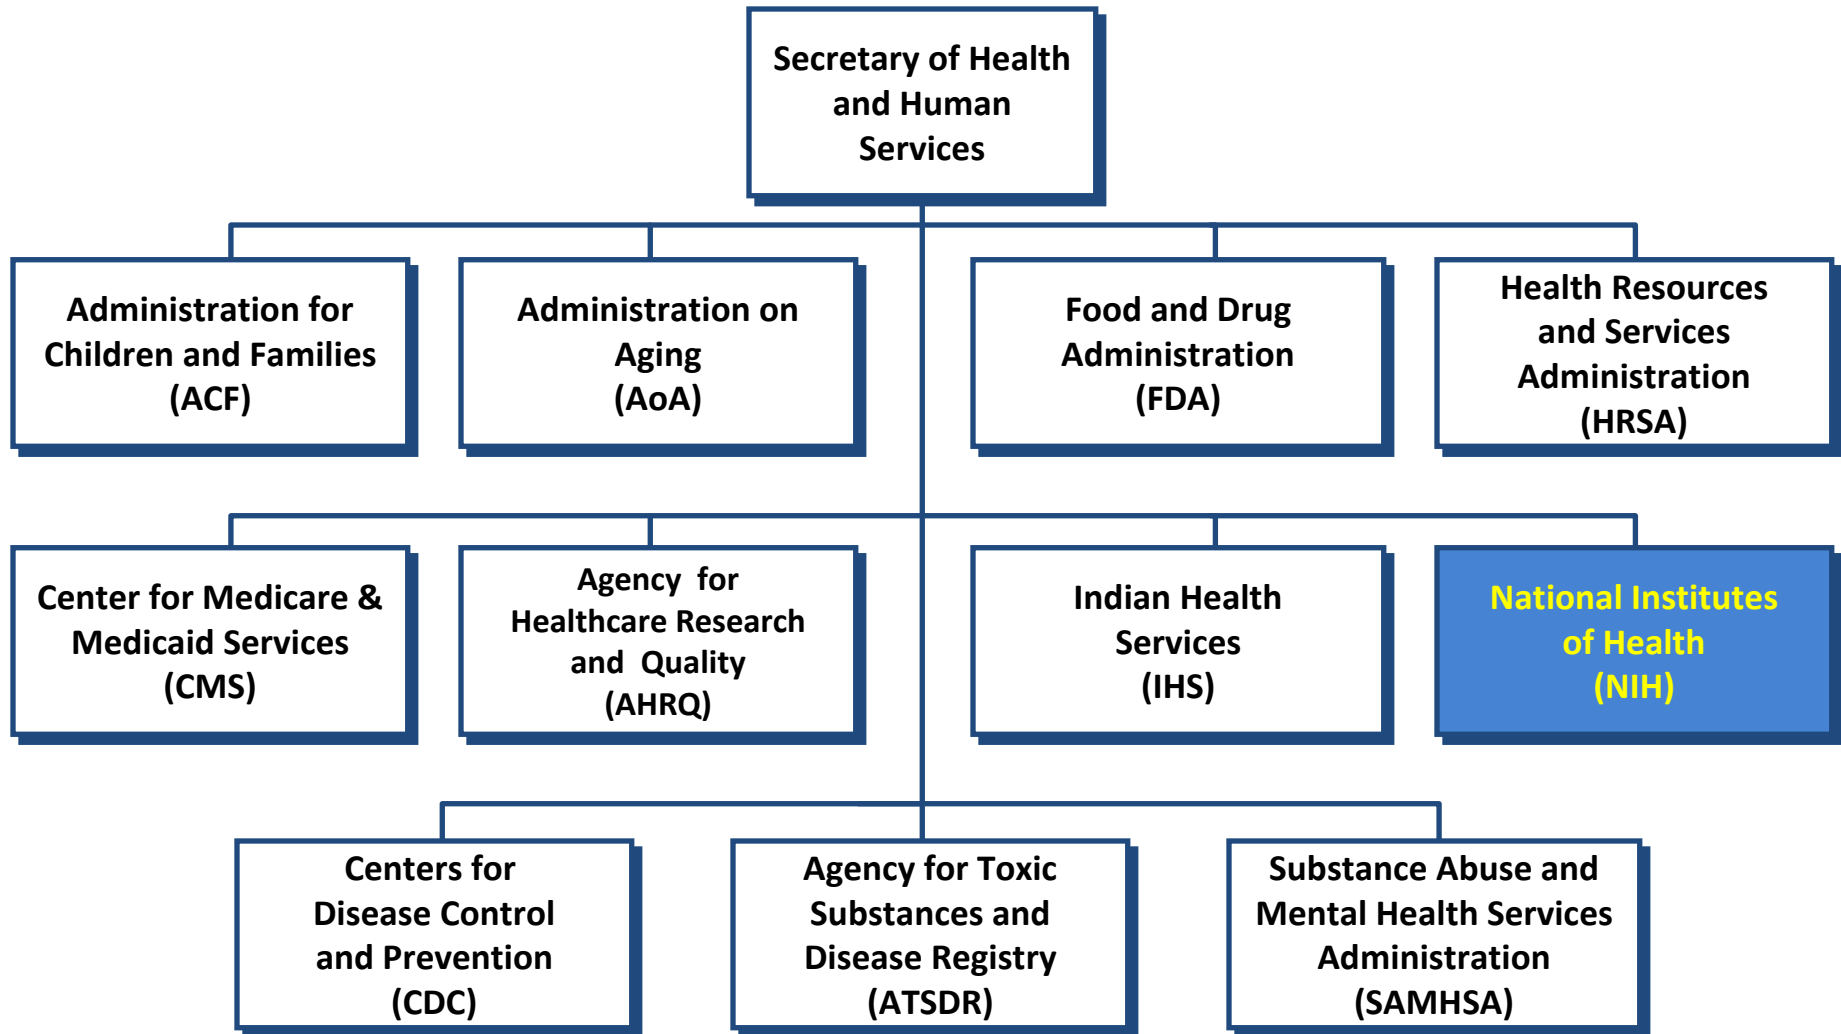 Secretary of Health
and Human
Services
Administration for
Children and Families
(ACF)
Administration on
Aging
(AoA)
Food and Drug
Administration
(FDA)
Health Resources
and Services
Administration
(HRSA)
Center for Medicare &
Medicaid Services
(CMS)
Agency for
Healthcare Research
and Quality
(AHRQ)
Indian Health
Services
(IHS)
National Institutes
of Health
(NIH)
Centers for
Disease Control
and Prevention
(CDC)
Agency for Toxic
Substances and
Disease Registry
(ATSDR)
Substance Abuse and
Mental Health Services
Administration
(SAMHSA)